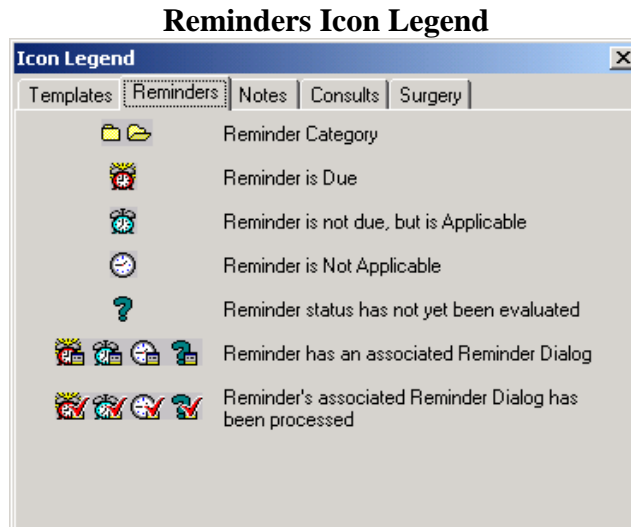 Reminders Icon Legend
Icon Legend
Templates Reminders Notes Consults Surgery
Reminder Category
Reminder is Due
Reminder is not due, but is Applicable
Reminder is Not Applicable
Reminder status has not yet been evaluated
Reminder has an associated Reminder Dialog
Reminder's associated Reminder Dialog has
been processed